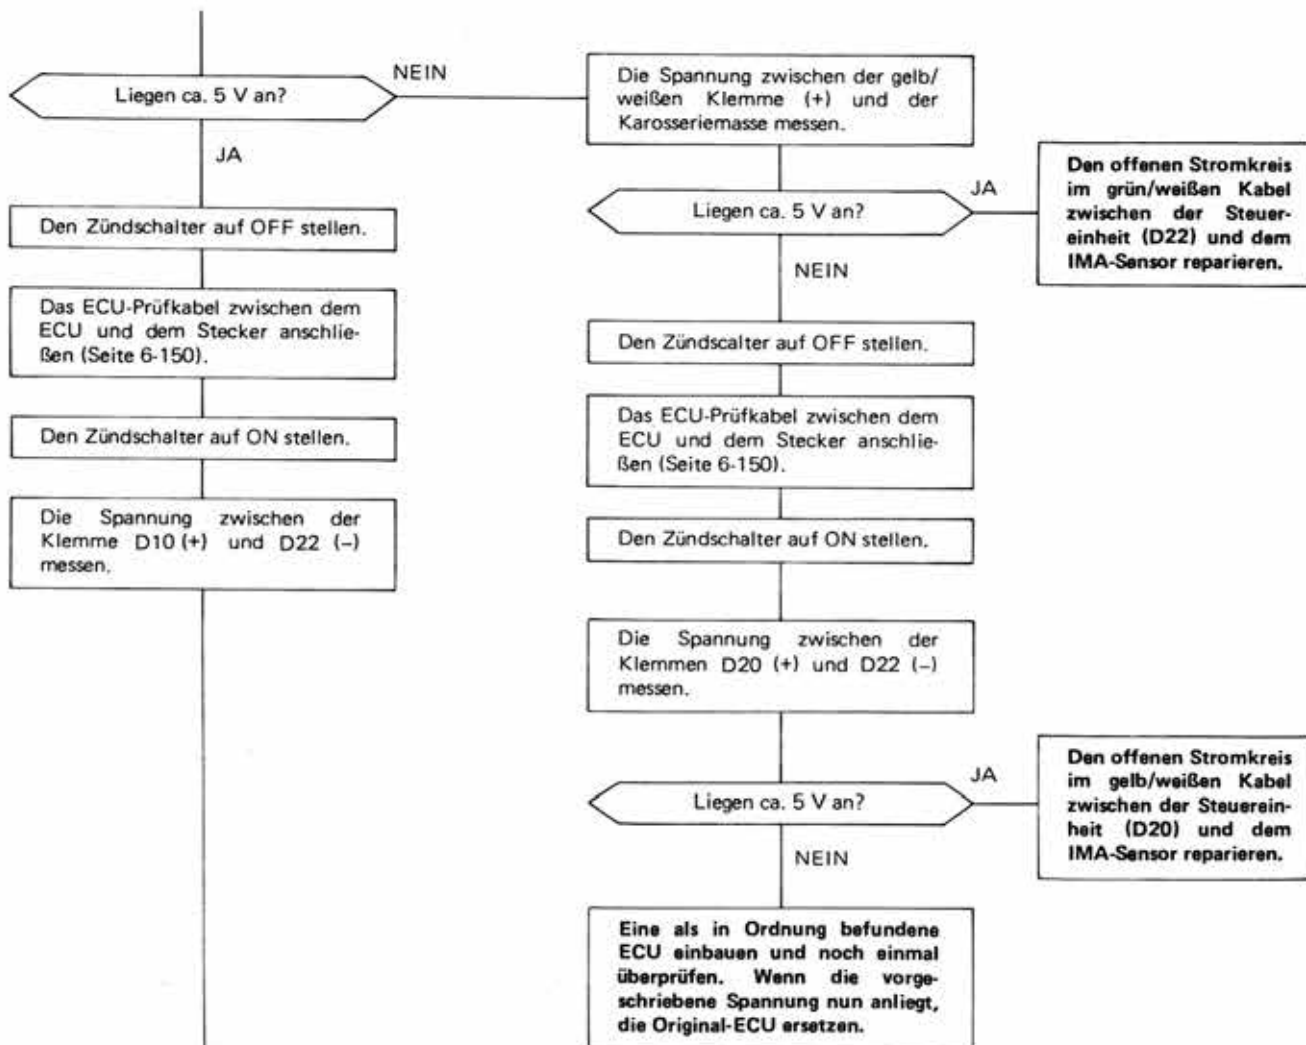 Liegen ca. 5 V an?
NEIN
JA
Den Zündschalter auf OFF stellen.
Das ECU-Prüfkabel zwischen dem
ECU und dem Stecker anschlie-
ßen (Seite 6-150).
Den Zündschalter auf ON stellen.
Die Spannung zwischen der
Klemme D10 (+) und D22 (–)
messen.
Die Spannung zwischen der gelb/
weißen Klemme (+) und der
Karosseriemasse messen.
Liegen ca. 5 V an?
JA
NEIN
Den offenen Stromkreis
im grün/weißen Kabel
zwischen der Steuer-
einheit (D22) und dem
IMA-Sensor reparieren.
Den Zündscalter auf OFF stellen.
Das ECU-Prüfkabel zwischen dem
ECU und dem Stecker anschlie-
ßen (Seite 6-150).
Den Zündschalter auf ON stellen.
Die Spannung zwischen der
Klemmen D20 (+) und D22 (–)
messen.
Liegen ca. 5 V an?
JA
NEIN
Den offenen Stromkreis
im gelb/weißen Kabel
zwischen der Steuerein-
heit (D20) und dem
IMA-Sensor reparieren.
Eine als in Ordnung befundene
ECU einbauen und noch einmal
überprüfen. Wenn die vorge-
schriebene Spannung nun anliegt,
die Original-ECU ersetzen.